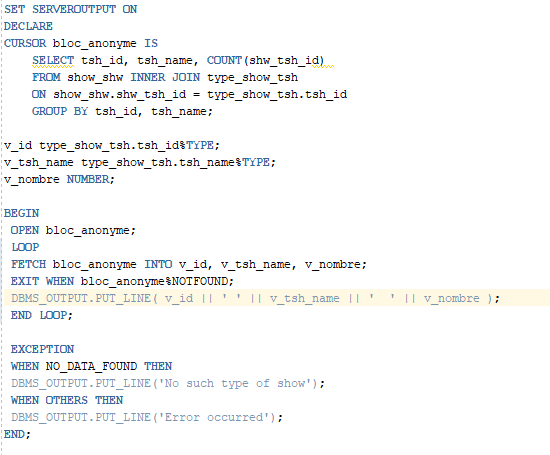 SET SERVEROUTPUT ON
DECLARE
CURSOR bloc_anonyme IS
    SELECT tsh_id, tsh_name, COUNT(shw_tsh_id)
    FROM show_shw INNER JOIN type_show_tsh
    ON show_shw.shw_tsh_id = type_show_tsh.tsh_id
    GROUP BY tsh_id, tsh_name;

v_id type_show_tsh.tsh_id%TYPE;
v_tsh_name type_show_tsh.tsh_name%TYPE;
v_nombre NUMBER;

BEGIN
 OPEN bloc_anonyme;
 LOOP
 FETCH bloc_anonyme INTO v_id, v_tsh_name, v_nombre;
 EXIT WHEN bloc_anonyme%NOTFOUND;
 DBMS_OUTPUT.PUT_LINE( v_id || ' ' || v_tsh_name || '  ' || v_nombre );
 END LOOP;

 EXCEPTION
 WHEN NO_DATA_FOUND THEN
 DBMS_OUTPUT.PUT_LINE('No such type of show');
 WHEN OTHERS THEN
 DBMS_OUTPUT.PUT_LINE('Error occurred');
END;